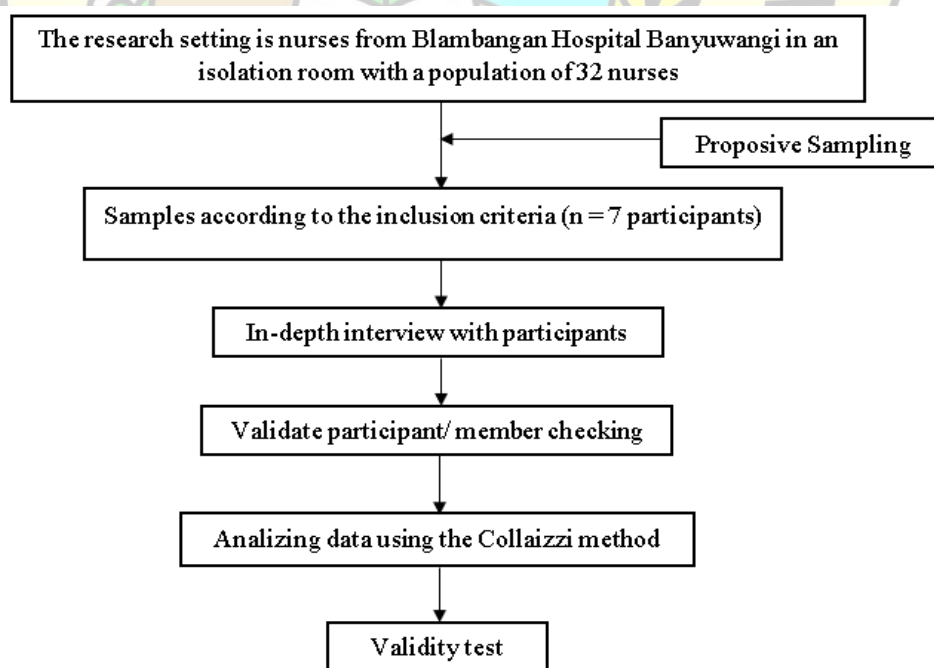 The research setting is nurses from Blambangan Hospital Banyuwangi in an
isolation room with a population of 32 nurses
Proposive Sampling
Samples according to the inclusion criteria (n = 7 participants)
In-depth interview with participants
Validate participant/ member checking
Analizing data using the Collaizzi method
Validity test